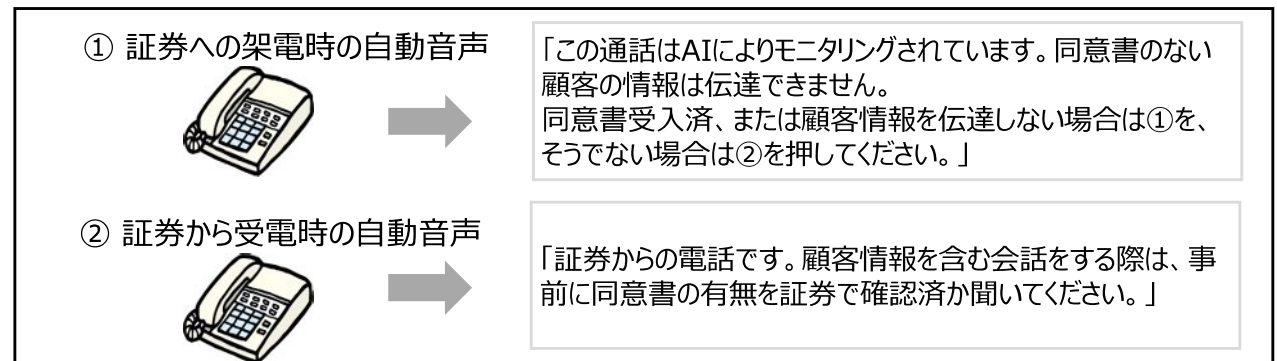 ① 証券への架電時の自動音声
「この通話はAIによりモニタリングされています。同意書のない
顧客の情報は伝達できません。
同意書受入済、または顧客情報を伝達しない場合は①を、
そうでない場合は②を押してください。」
② 証券から受電時の自動音声
「証券からの電話です。顧客情報を含む会話をする際は、事
前に同意書の有無を証券で確認済か聞いてください。」